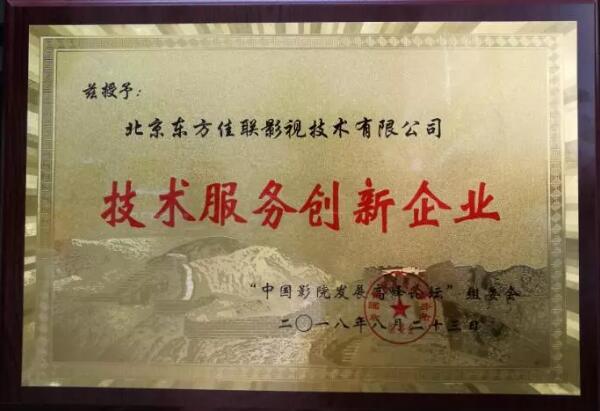 兹授予：
北京东方佳联影视技术有限公司
技术服务创新企业
“中国影院发展高峰论坛”组委会
二〇一八年八月二十三日